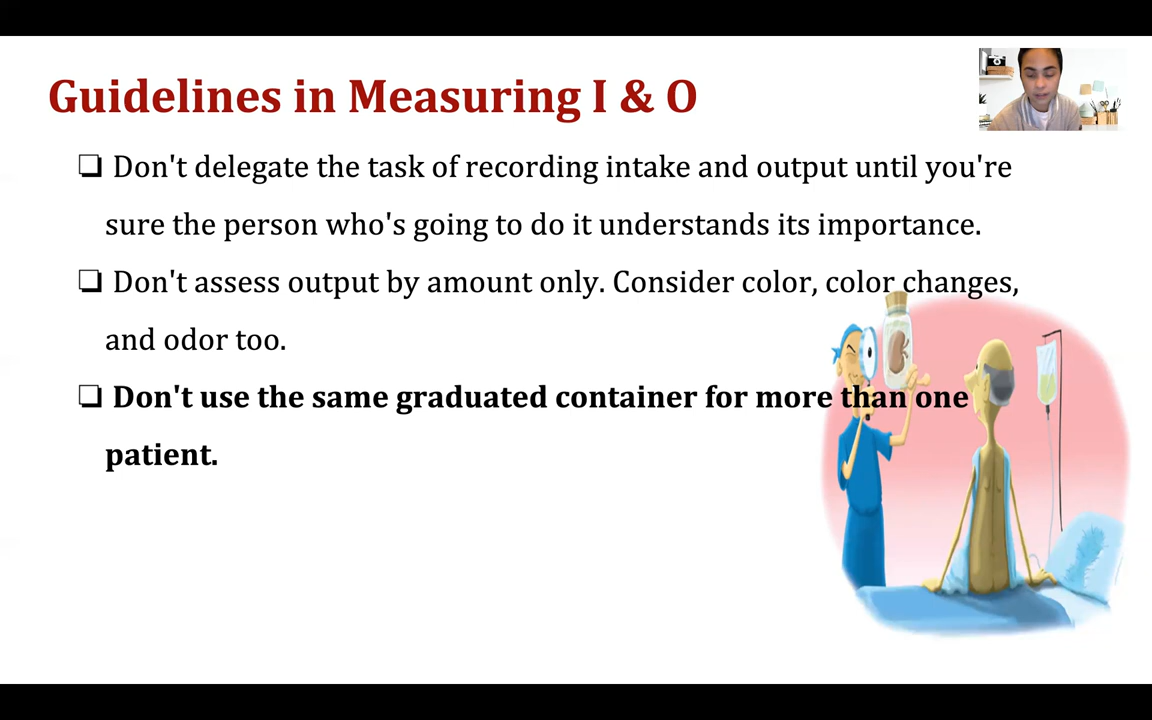 Guidelines in Measuring I & O
❏ Don't delegate the task of recording intake and output until you're
sure the person who's going to do it understands its importance.
❏ Don't assess output by amount only. Consider color, color changes,
and odor too.
❏ Don't use the same graduated container for more than one
patient.